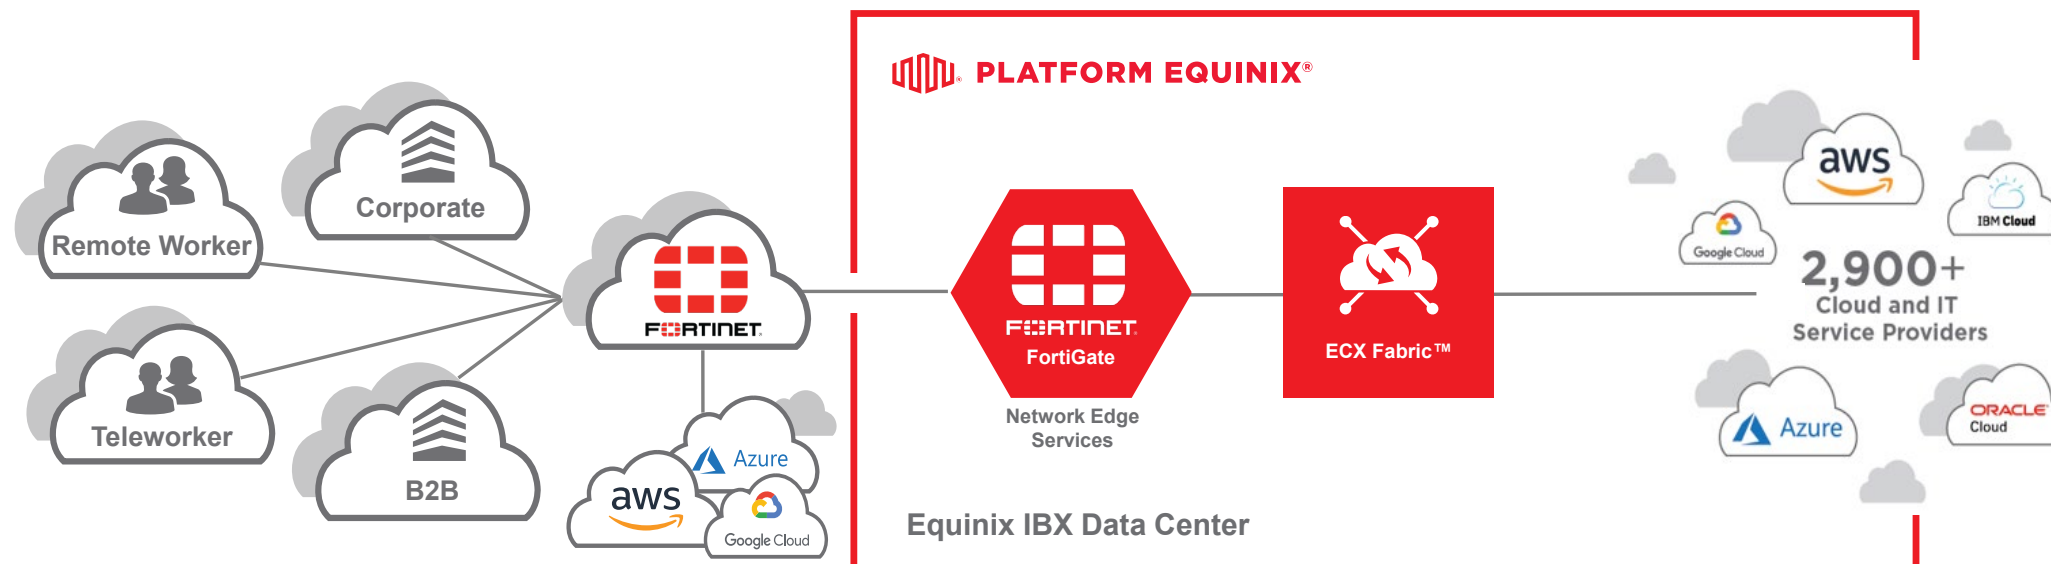 PLATFORM EQUINIX®
Remote Worker
Corporate
Teleworker
B2B
FORTINET
aws
Azure
Google Cloud
FORTINET
FortiGate
Network Edge
Services
ECX Fabric™
Equinix IBX Data Center
aws
IBM Cloud
Google Cloud
2,900+
Cloud and IT
Service Providers
Azure
ORACLE
Cloud